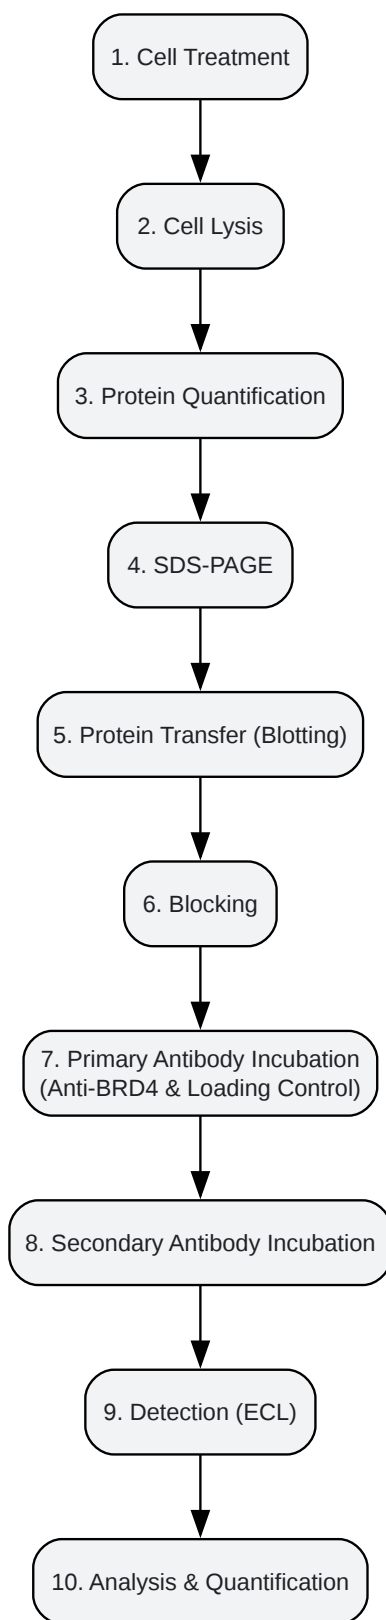 1. Cell Treatment
2. Cell Lysis
3. Protein Quantification
4. SDS-PAGE
5. Protein Transfer (Blotting)
6. Blocking
7. Primary Antibody Incubation
(Anti-BRD4 & Loading Control)
8. Secondary Antibody Incubation
9. Detection (ECL)
10. Analysis & Quantification